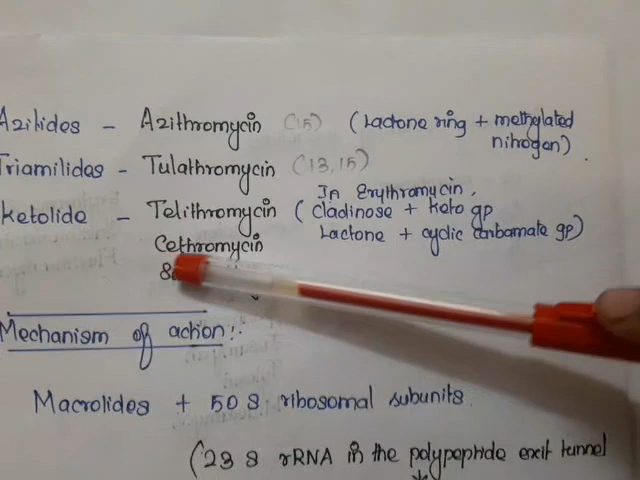 Azilides - Azithromycin (15) (Lactone ring + methylated
nitrogen).
Triamilides - Tulathromycin (13,15)
In Erythromycin,
Ketolide - Telithromycin (cladinose + keto gp
Lactone + cyclic carbamate gp)
Cethromycin
Mechanism of action:-
Macrolides + 50 S ribosomal subunits.
(23 S rRNA in the polypeptide exit tunnel